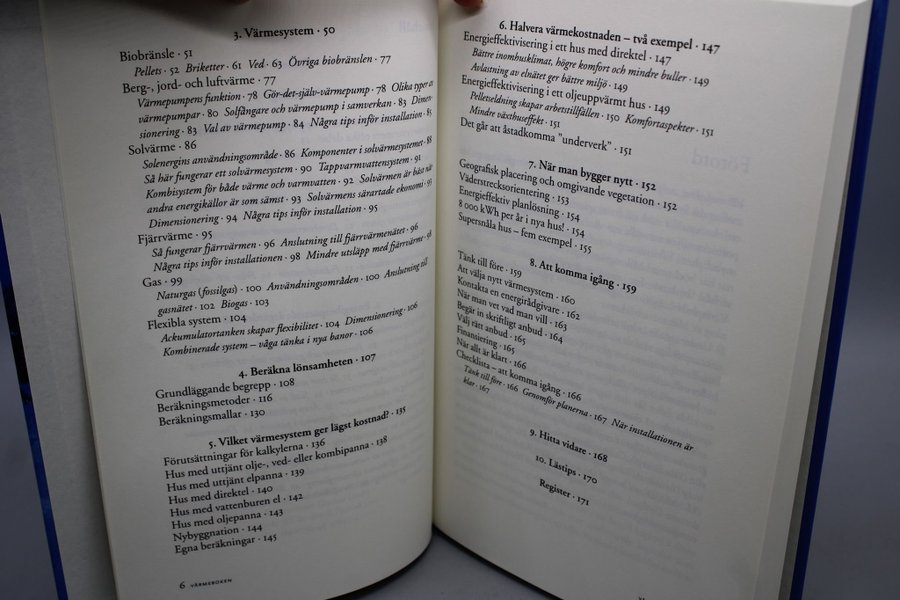 3. Värmesystem · 50
Biobränsle · 51
Pellets · 52 Briketter · 61 Ved · 63 Övriga biobränslen · 77
Berg-, jord- och luftvärme · 77
Värmepumpens funktion · 78 Gör-det-själv-värmepump · 78 Olika typer av
värmepumpar · 80 Solfångare och värmepump i samverkan · 83 Dimen-
sionering · 83 Val av värmepump · 84 Några tips inför installation · 85
Solvärme · 86
Solenergins användningsområde · 86 Komponenter i solvärmesystemet · 88
Så här fungerar ett solvärmesystem · 90 Tappvarmvattensystem · 91
Kombisystem för både värme och varmvatten · 92 Solvärmen är bäst när
andra energikällor är som sämst · 93 Solvärmens särartade ekonomi · 93
Dimensionering · 94 Några tips inför installation · 95
Fjärrvärme · 95
Så fungerar fjärrvärmen · 96 Anslutning till fjärrvärmenätet · 96
Några tips inför installationen · 98 Mindre utsläpp med fjärrvärme · 98
Gas · 99
Naturgas (fossilgas) · 100 Användningsområden · 100 Anslutning till
gasnätet · 102 Biogas · 103
Flexibla system · 104
Ackumulatortanken skapar flexibilitet · 104 Dimensionering · 106
Kombinerade system – våga tänka i nya banor · 106
4. Beräkna lönsamheten · 107
Grundläggande begrepp · 108
Beräkningsmetoder · 116
Beräkningsmallar · 130
5. Vilket värmesystem ger lägst kostnad? · 135
Förutsättningar för kalkylerna · 136
Hus med uttjänt olje-, ved- eller kombipanna · 138
Hus med uttjänt elpanna · 139
Hus med direktel · 140
Hus med vattenburen el · 142
Hus med oljepanna · 143
Nybyggnation · 144
Egna beräkningar · 145
6 VÄRMEBOKEN
6. Halvera värmekostnaden – två exempel · 147
Energieffektivisering i ett hus med direktel · 147
Bättre inomhusklimat, högre komfort och mindre buller · 149
Avlastning av elnätet ger bättre miljö · 149
Energieffektivisering i ett oljeuppvärmt hus · 149
Pelletseldning skapar arbetstillfällen · 150 Komfortaspekter · 151
Mindre växthuseffekt · 151
Det går att åstadkomma "underverk" · 151
7. När man bygger nytt · 152
Geografisk placering och omgivande vegetation · 152
Väderstrecksorientering · 153
Energieffektiv planlösning · 154
8 000 kWh per år i nya hus! · 154
Supersnåla hus – fem exempel · 155
8. Att komma igång · 159
Tänk till före · 159
Att välja nytt värmesystem · 160
Kontakta en energirådgivare · 162
När man vet vad man vill · 163
Begär in skriftligt anbud · 164
Välj rätt anbud · 165
Finansiering · 165
När allt är klart · 166
Checklista – att komma igång · 166
Tänk till före · 166 Genomför planerna · 167 När installationen är
klar · 167
9. Hitta vidare · 168
10. Lästips · 170
Register · 171